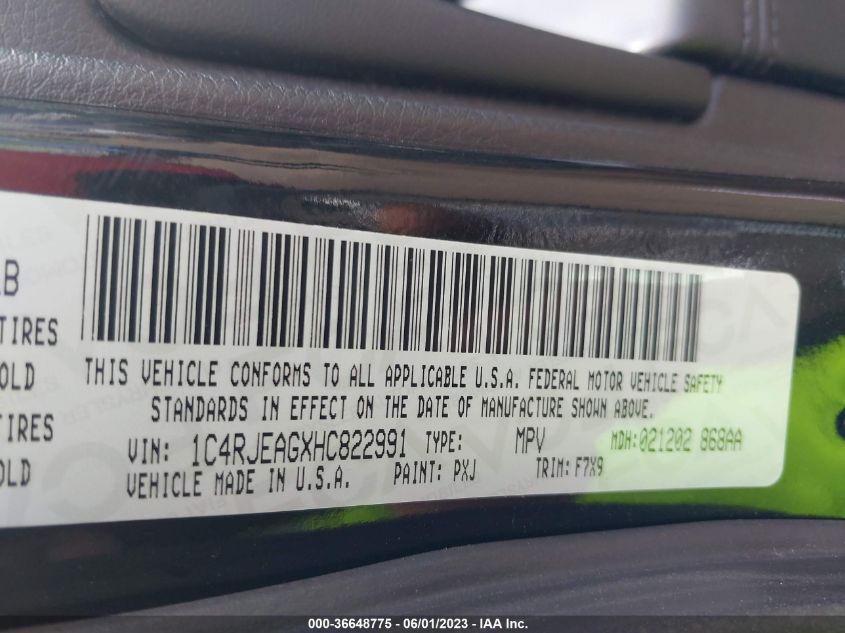 LB
TIRES
OLD
TIRES
OLD
THIS VEHICLE CONFORMS TO ALL APPLICABLE U.S.A. FEDERAL MOTOR VEHICLE SAFETY
STANDARDS IN EFFECT ON THE DATE OF MANUFACTURE SHOWN ABOVE.
VIN: 1C4RJEAGXHC822991 TYPE: MPV MDH:021202 868AA
VEHICLE MADE IN U.S.A. PAINT: PXJ TRIM: F7X9
000-36648775 - 06/01/2023 - IAA Inc.